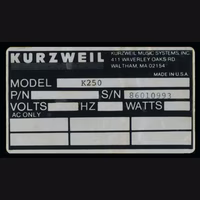 KURZWEIL
KURZWEIL MUSIC SYSTEMS, INC.
411 WAVERLEY OAKS RD.
WALTHAM, MA 02154
MADE IN U.S.A.
MODEL K250
P/N S/N 86010993
VOLTS HZ WATTS
AC ONLY